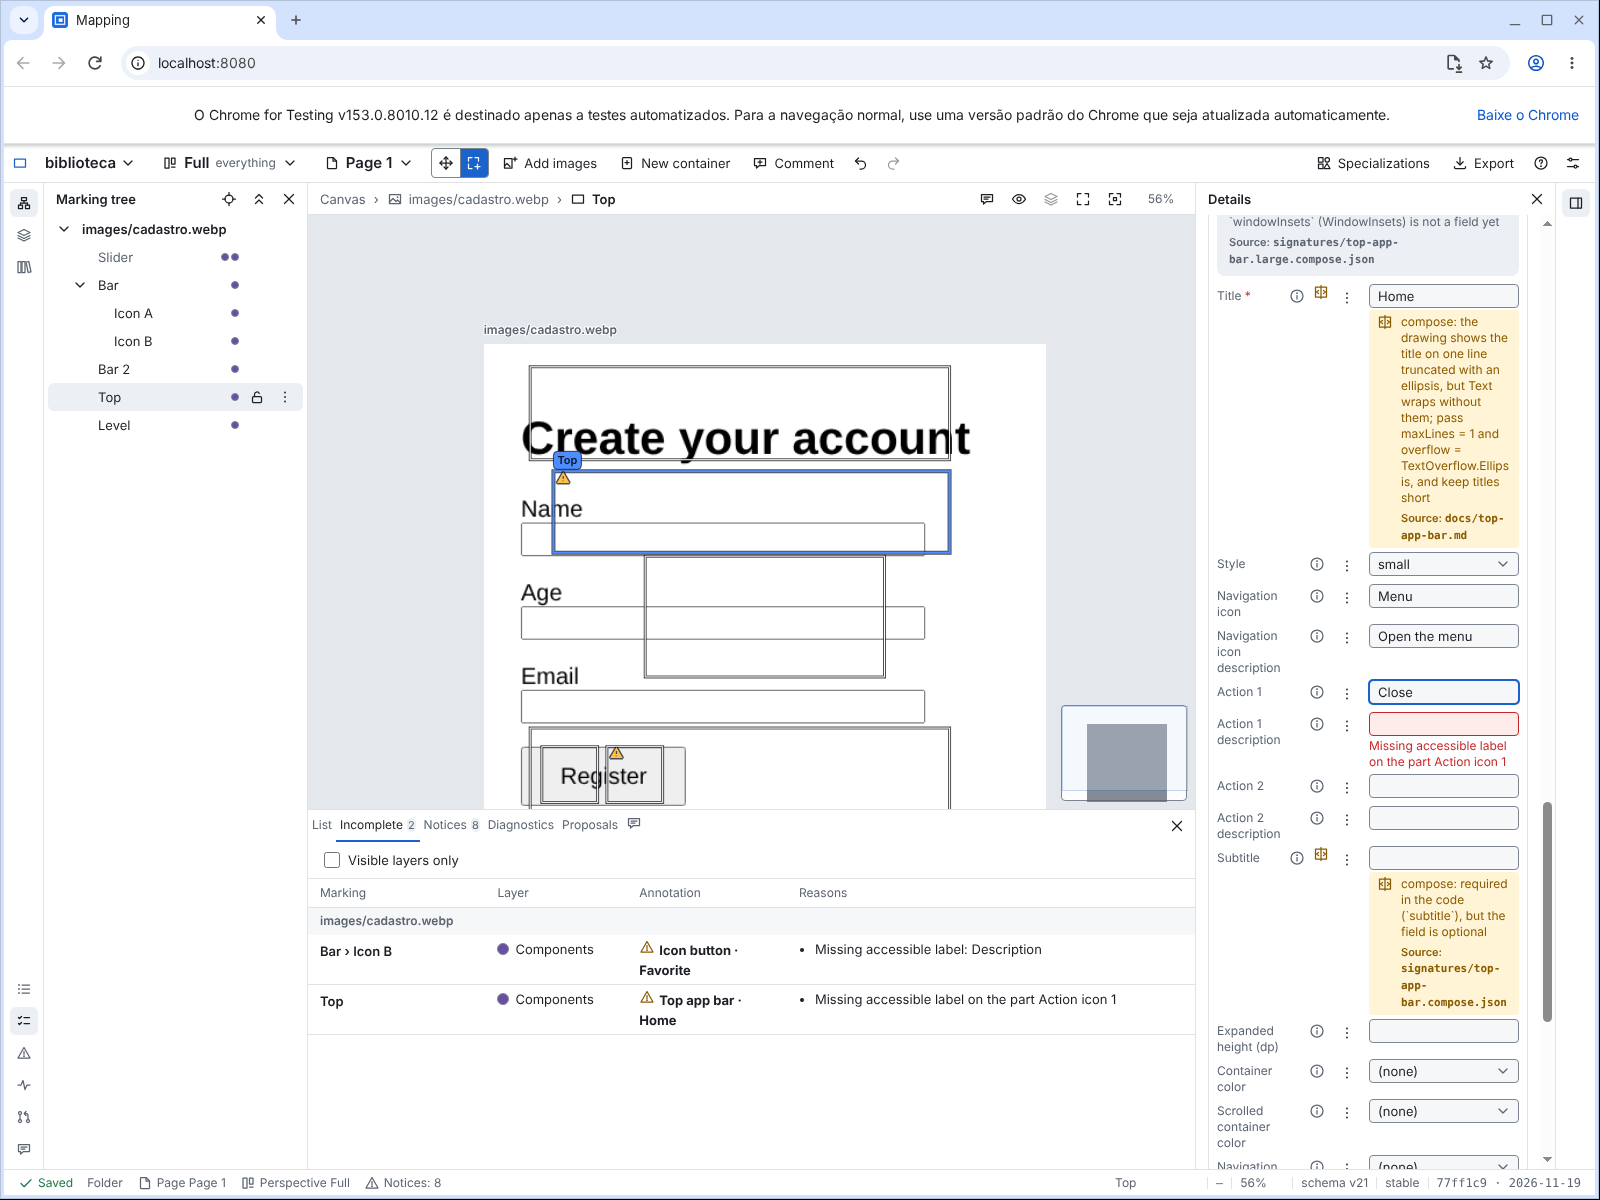 Mapping
localhost:8080
O Chrome for Testing v153.0.8010.12 é destinado apenas a testes automatizados. Para a navegação normal, use uma versão padrão do Chrome que seja atualizada automaticamente.
Baixe o Chrome
biblioteca
Full everything
Page 1
Add images
New container
Comment
Specializations
Export
Marking tree
images/cadastro.webp
Slider
Bar
Icon A
Icon B
Bar 2
Top
Level
Canvas › images/cadastro.webp › Top
56%
images/cadastro.webp
Create your account
Top
Name
Age
Email
Register
List
Incomplete 2
Notices 8
Diagnostics
Proposals
Visible layers only
Marking
Layer
Annotation
Reasons
images/cadastro.webp
Bar › Icon B
Components
Icon button ·
Favorite
• Missing accessible label: Description
Top
Components
Top app bar ·
Home
• Missing accessible label on the part Action icon 1
Details
`windowInsets` (WindowInsets) is not a field yet
Source: signatures/top-app-
bar.large.compose.json
Title *
Home
compose: the
drawing shows the
title on one line
truncated with an
ellipsis, but Text
wraps without
them; pass
maxLines = 1 and
overflow =
TextOverflow.Ellips
is, and keep titles
short
Source: docs/top-
app-bar.md
Style
small
Navigation
icon
Menu
Navigation
icon
description
Open the menu
Action 1
Close
Action 1
description
Missing accessible label
on the part Action icon 1
Action 2
Action 2
description
Subtitle
compose: required
in the code
(`subtitle`), but the
field is optional
Source:
signatures/top-
app-
bar.compose.json
Expanded
height (dp)
Container
color
(none)
Scrolled
container
color
(none)
Navigation
(none)
Saved
Folder
Page Page 1
Perspective Full
Notices: 8
Top
–
56%
schema v21
stable
77ff1c9 · 2026-11-19